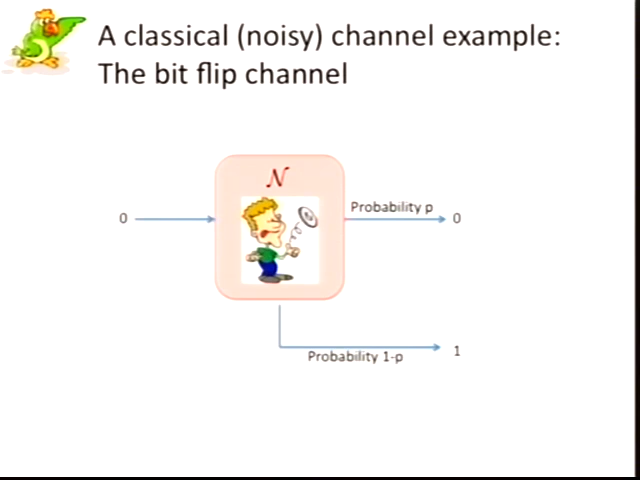 A classical (noisy) channel example:
The bit flip channel
𝒩
0
Probability p
0
Probability 1-p
1